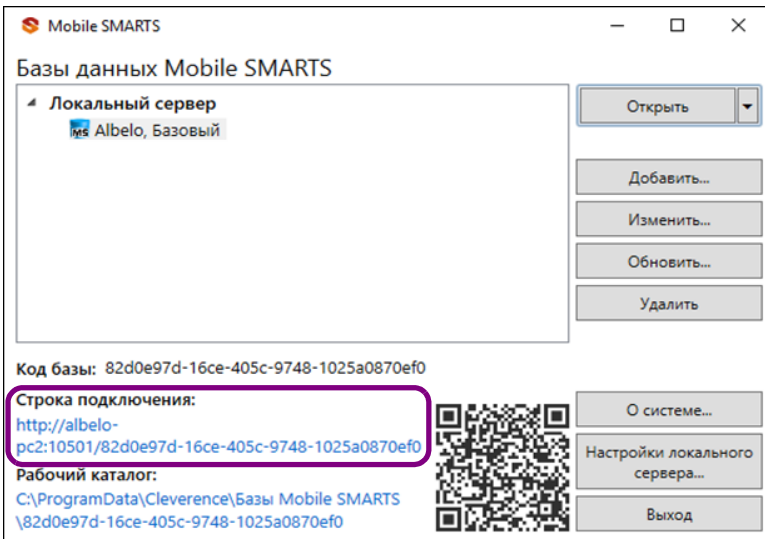 Mobile SMARTS
Базы данных Mobile SMARTS
Локальный сервер
MS Albelo, Базовый
Открыть
Добавить...
Изменить...
Обновить...
Удалить
Код базы: 82d0e97d-16ce-405c-9748-1025a0870ef0
Строка подключения:
http://albelo-
pc2:10501/82d0e97d-16ce-405c-9748-1025a0870ef0
Рабочий каталог:
C:\ProgramData\Cleverence\Базы Mobile SMARTS
\82d0e97d-16ce-405c-9748-1025a0870ef0
О системе...
Настройки локального
сервера...
Выход